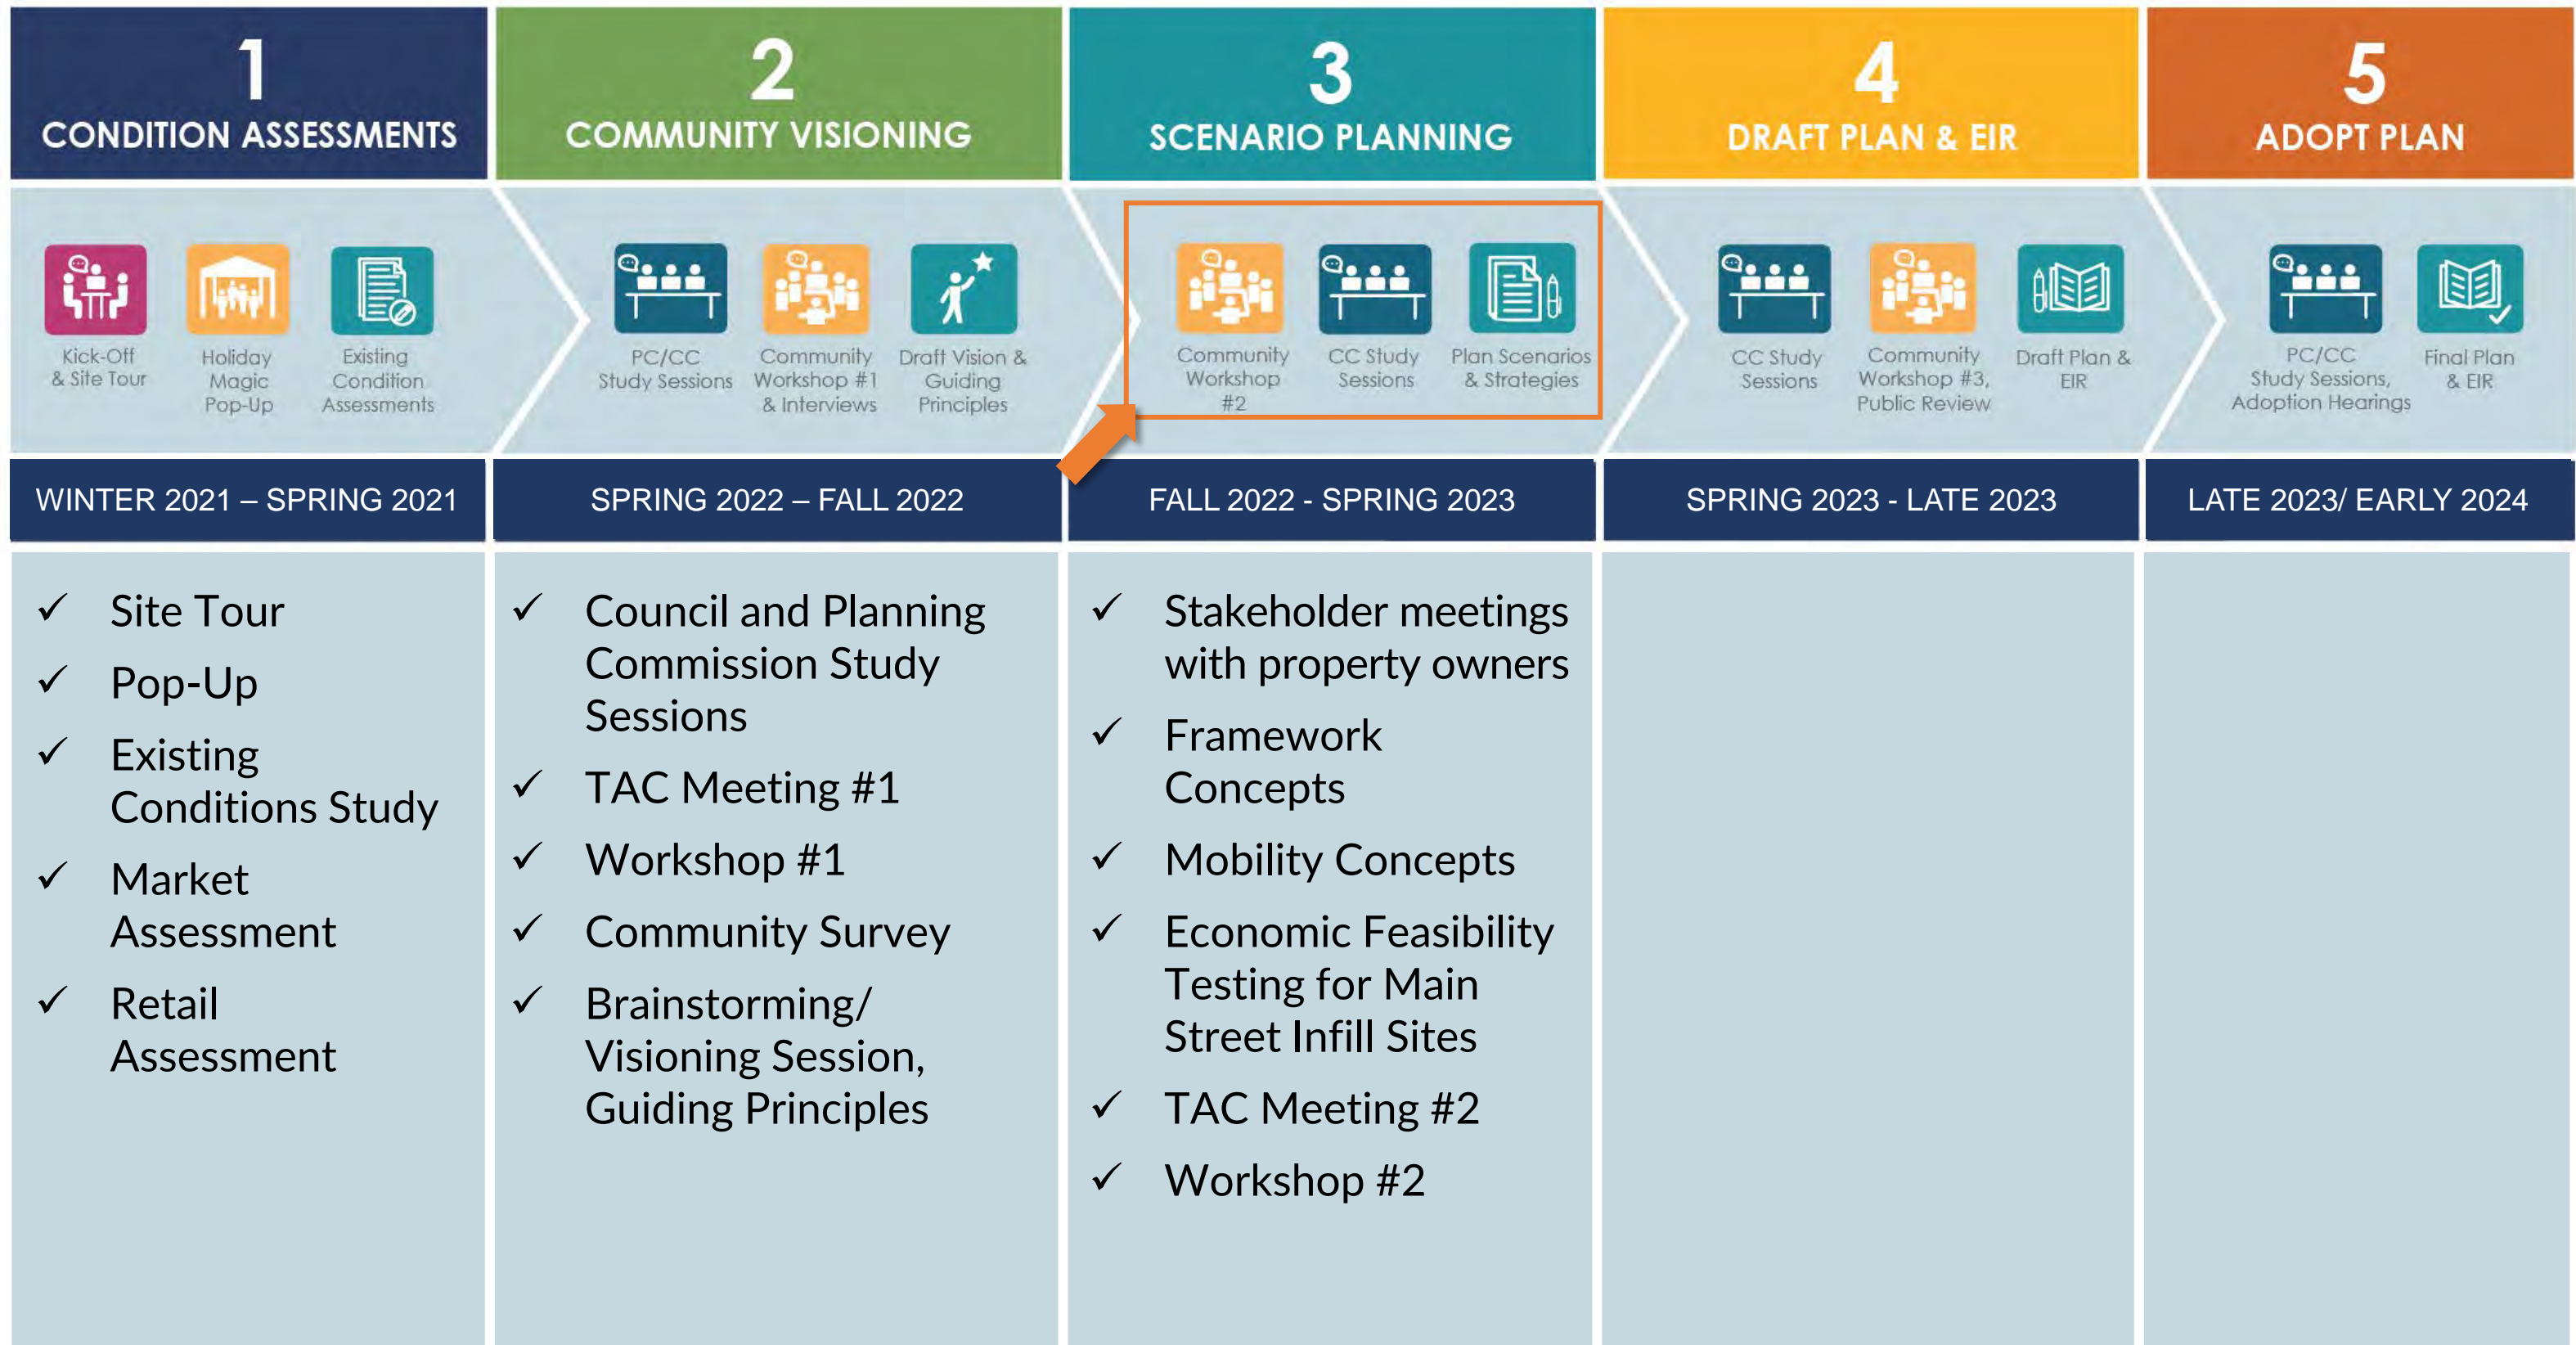 1
CONDITION ASSESSMENTS
2
COMMUNITY VISIONING
3
SCENARIO PLANNING
4
DRAFT PLAN & EIR
5
ADOPT PLAN
Kick-Off
& Site Tour
Holiday
Magic
Pop-Up
Existing
Condition
Assessments
PC/CC
Study Sessions
Community
Workshop #1
& Interviews
Draft Vision &
Guiding
Principles
Community
Workshop
#2
CC Study
Sessions
Plan Scenarios
& Strategies
CC Study
Sessions
Community
Workshop #3,
Public Review
Draft Plan &
EIR
PC/CC
Study Sessions,
Adoption Hearings
Final Plan
& EIR
WINTER 2021 – SPRING 2021
SPRING 2022 – FALL 2022
FALL 2022 - SPRING 2023
SPRING 2023 - LATE 2023
LATE 2023/ EARLY 2024
✓ Site Tour
✓ Pop-Up
✓ Existing
Conditions Study
✓ Market
Assessment
✓ Retail
Assessment
✓ Council and Planning
Commission Study
Sessions
✓ TAC Meeting #1
✓ Workshop #1
✓ Community Survey
✓ Brainstorming/
Visioning Session,
Guiding Principles
✓ Stakeholder meetings
with property owners
✓ Framework
Concepts
✓ Mobility Concepts
✓ Economic Feasibility
Testing for Main
Street Infill Sites
✓ TAC Meeting #2
✓ Workshop #2